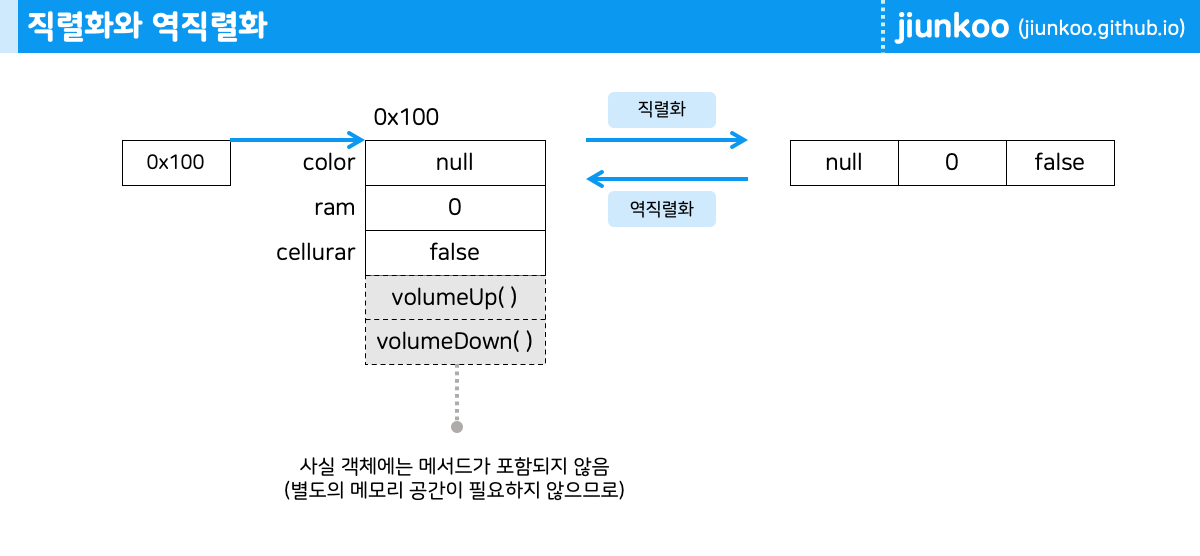 직렬화와 역직렬화
jiunkoo (jiunkoo.github.io)
0x100
직렬화
0x100
color
null
null
0
false
ram
0
역직렬화
cellurar
false
volumeUp( )
volumeDown( )
사실 객체에는 메서드가 포함되지 않음
(별도의 메모리 공간이 필요하지 않으므로)